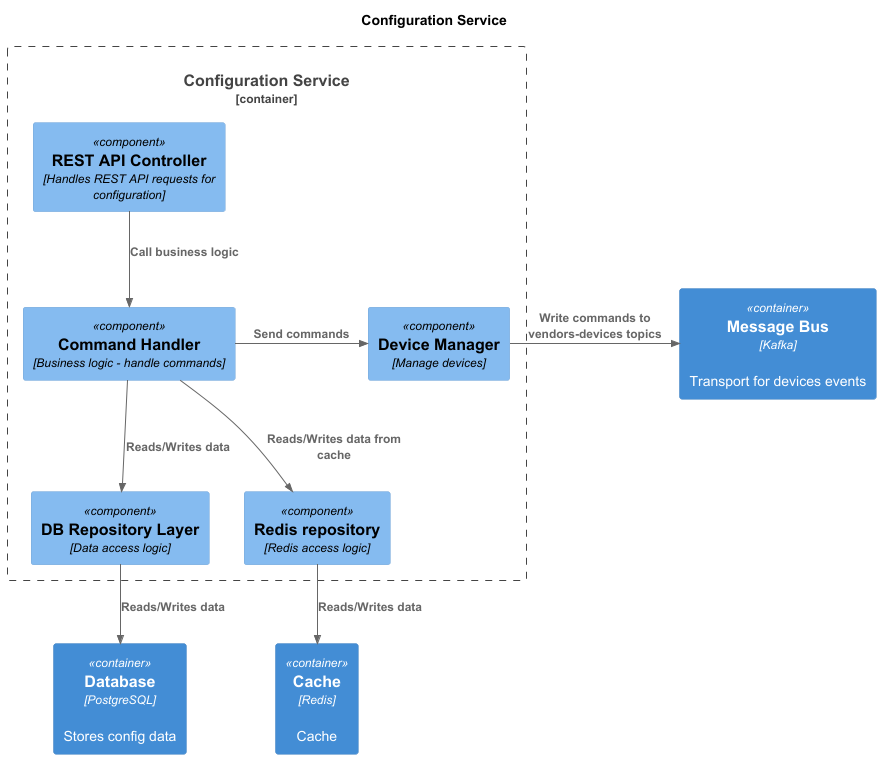 Configuration Service
Configuration Service
[container]
«component»
REST API Controller
[Handles REST API requests for
configuration]
Call business logic
«component»
Command Handler
[Business logic - handle commands]
Send commands
«component»
Device Manager
[Manage devices]
Write commands to
vendors-devices topics
«container»
Message Bus
[Kafka]
Transport for devices events
Reads/Writes data
Reads/Writes data from
cache
«component»
DB Repository Layer
[Data access logic]
«component»
Redis repository
[Redis access logic]
Reads/Writes data
Reads/Writes data
«container»
Database
[PostgreSQL]
Stores config data
«container»
Cache
[Redis]
Cache